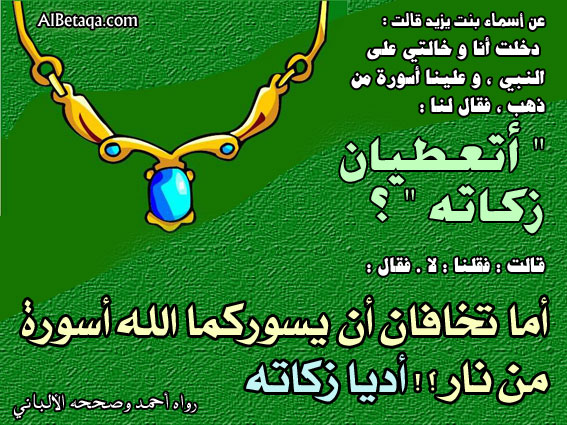 AlBetaqa.com
عن أسماء بنت يزيد قالت :
دخلت أنا و خالتي على
النبي ، و علينا أسورة من
ذهب ، فقال لنا :
" أتعطيان
زكاته " ؟
قالت : فقلنا : لا . فقال :
أما تخافان أن يسوركما الله أسورة
من نار ؟ ! أديا زكاته
رواه أحمد وصححه الألباني